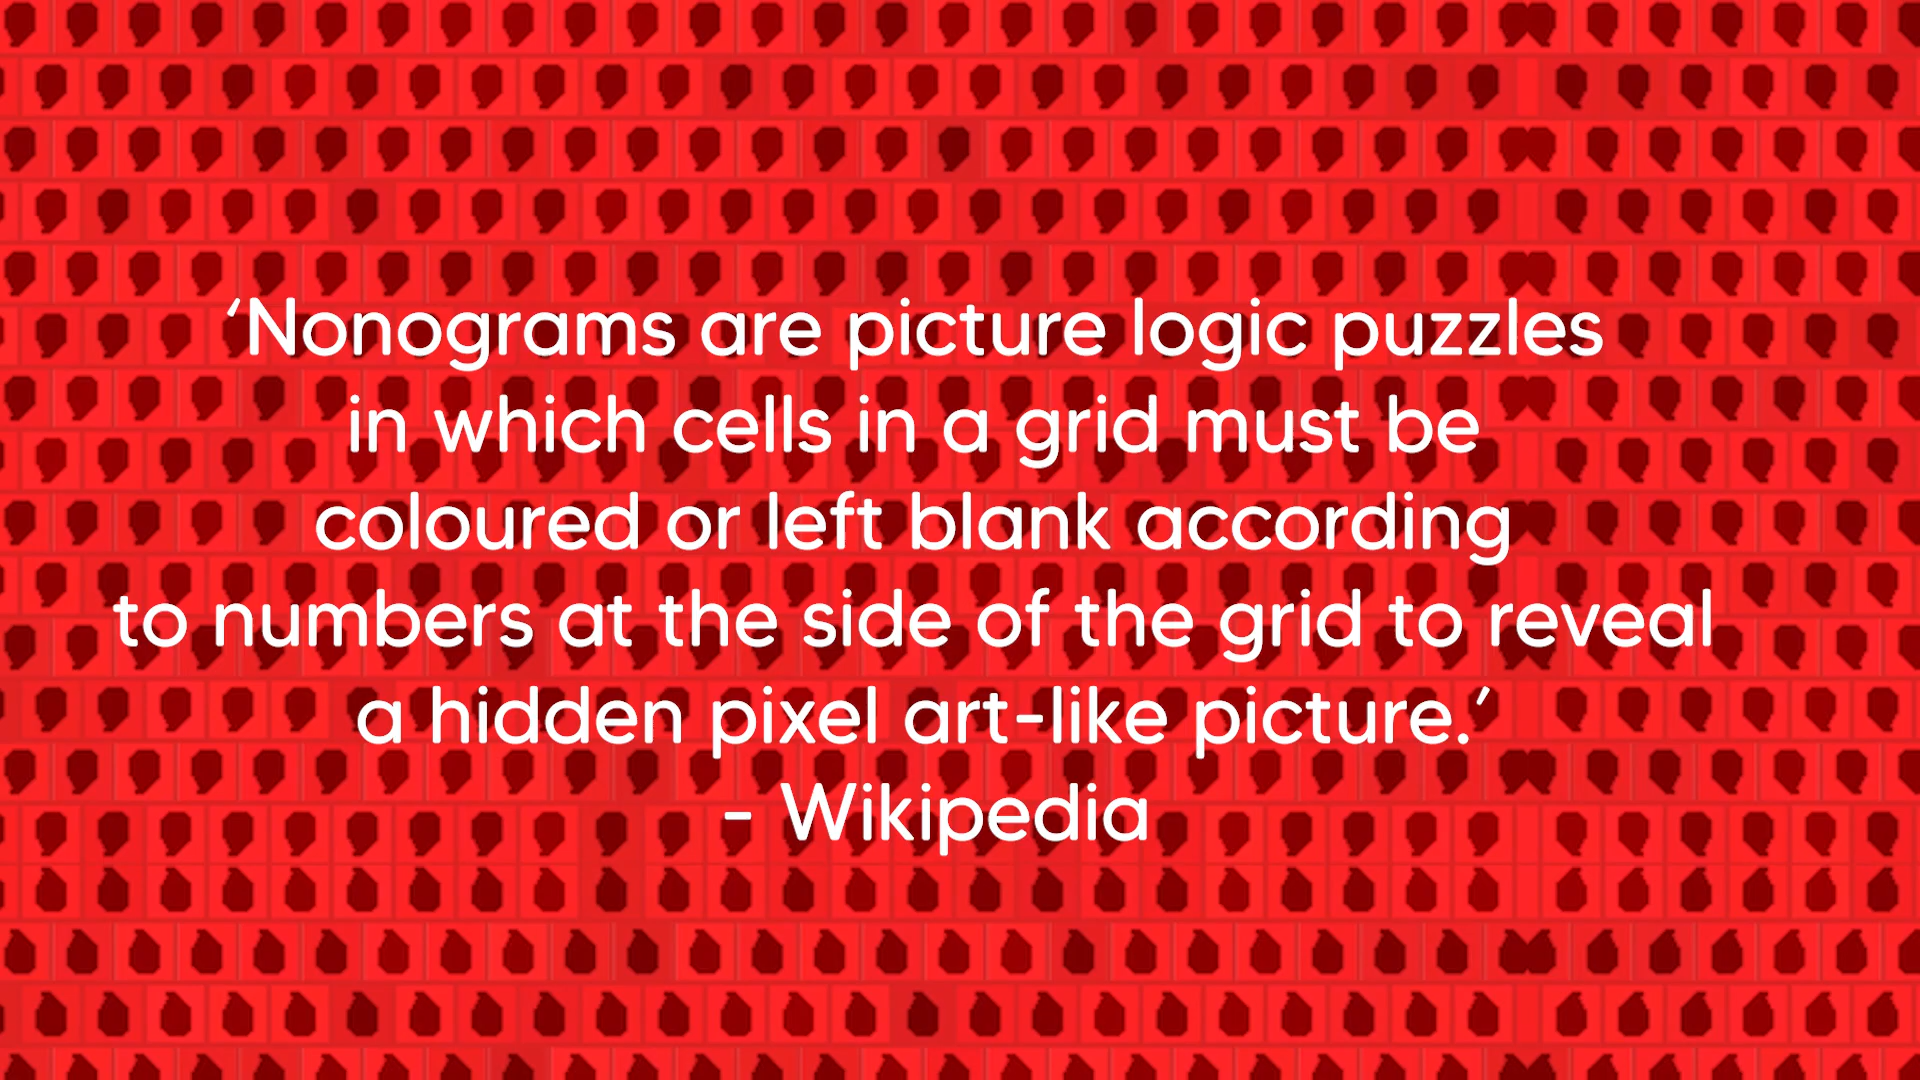 ‘Nonograms are picture logic puzzles
in which cells in a grid must be
coloured or left blank according
to numbers at the side of the grid to reveal
a hidden pixel art-like picture.’
- Wikipedia